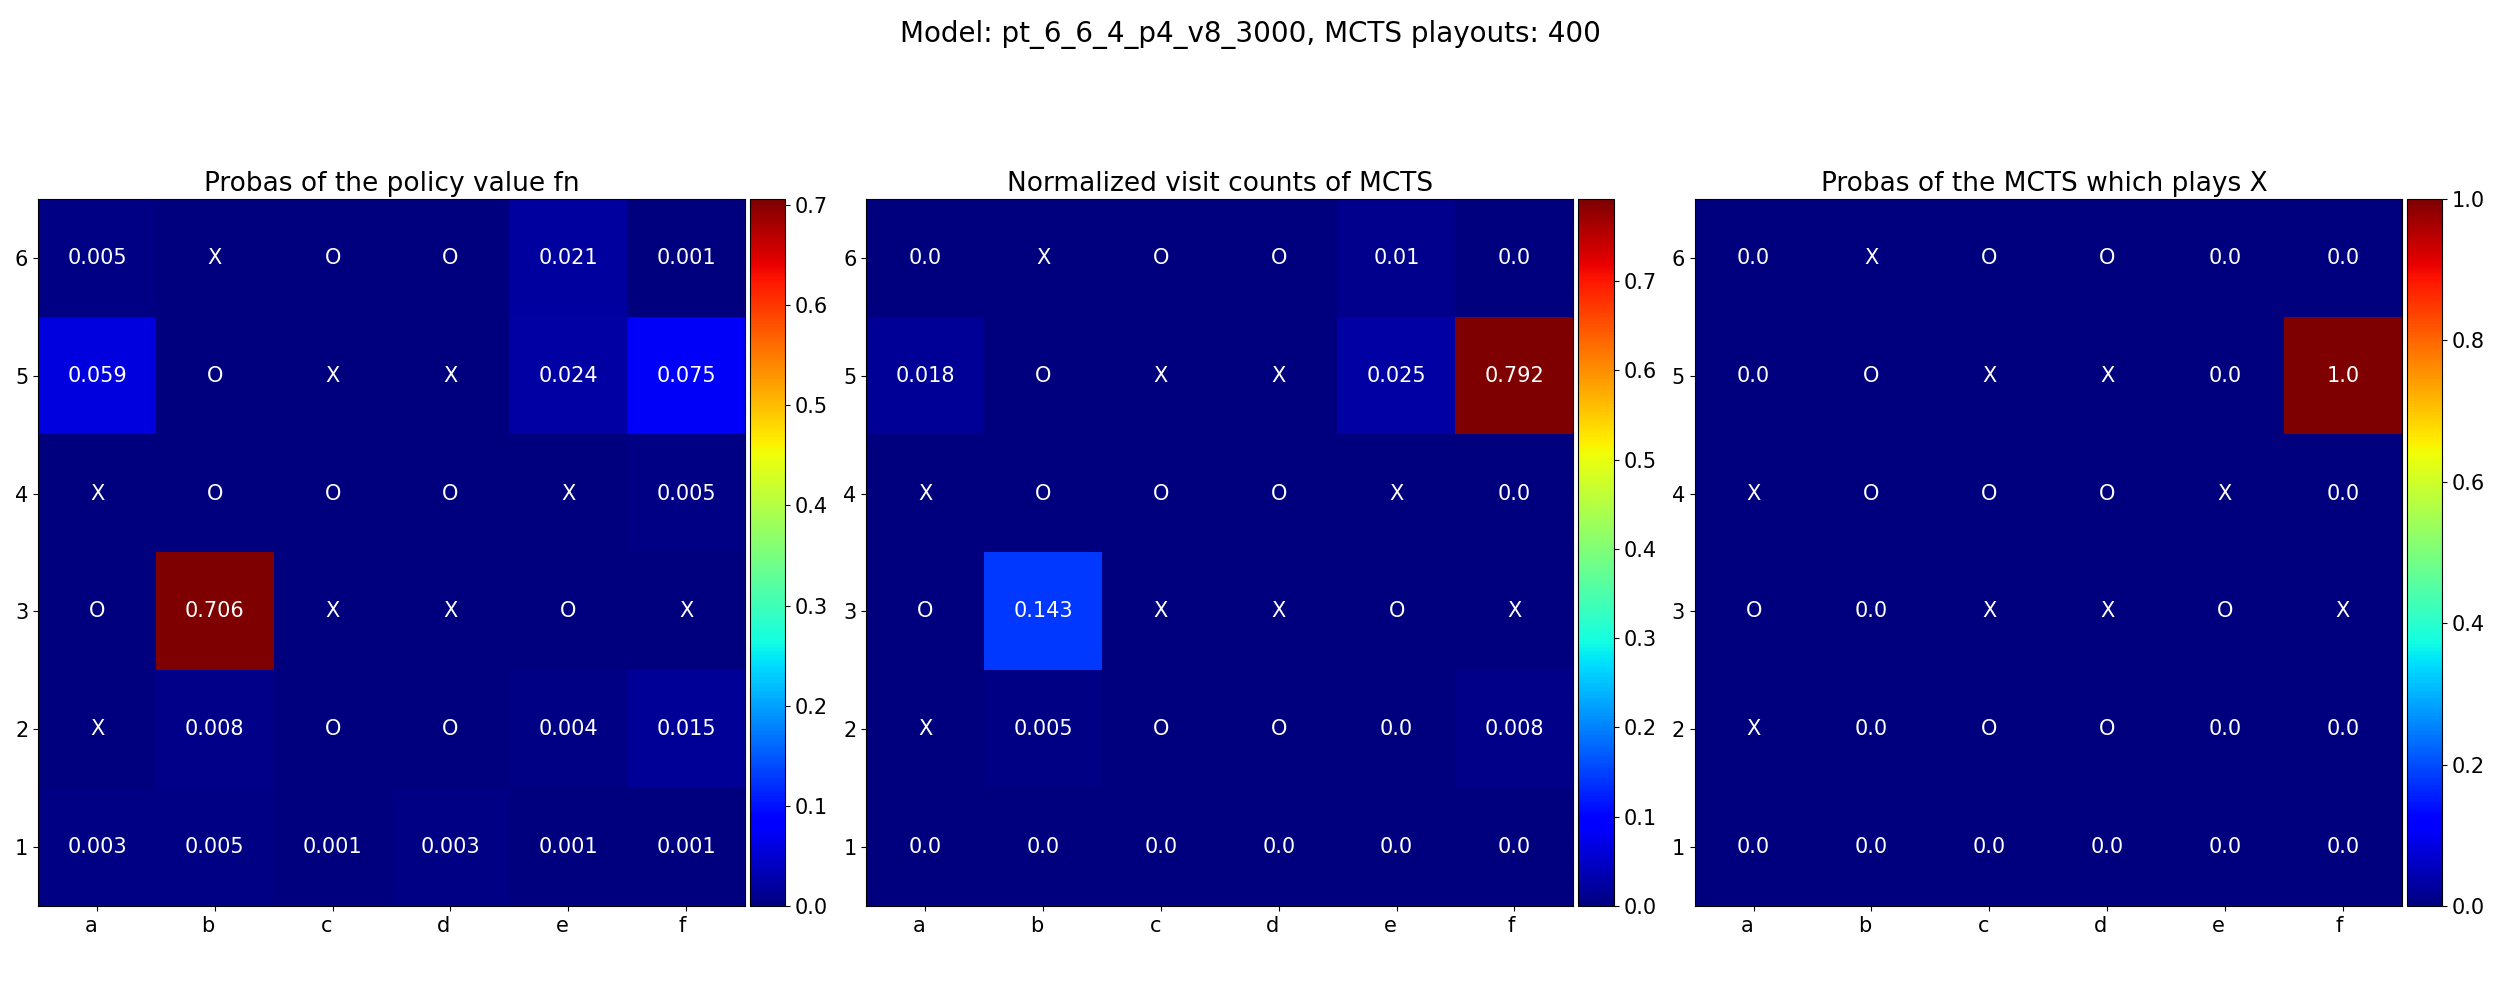 Model: pt_6_6_4_p4_v8_3000, MCTS playouts: 400
Probas of the policy value fn
6 0.005 X O O 0.021 0.001
5 0.059 O X X 0.024 0.075
4 X O O O X 0.005
3 O 0.706 X X O X
2 X 0.008 O O 0.004 0.015
1 0.003 0.005 0.001 0.003 0.001 0.001
a b c d e f
0.7
0.6
0.5
0.4
0.3
0.2
0.1
0.0
Normalized visit counts of MCTS
6 0.0 X O O 0.01 0.0
5 0.018 O X X 0.025 0.792
4 X O O O X 0.0
3 O 0.143 X X O X
2 X 0.005 O O 0.0 0.008
1 0.0 0.0 0.0 0.0 0.0 0.0
a b c d e f
0.7
0.6
0.5
0.4
0.3
0.2
0.1
0.0
Probas of the MCTS which plays X
6 0.0 X O O 0.0 0.0
5 0.0 O X X 0.0 1.0
4 X O O O X 0.0
3 O 0.0 X X O X
2 X 0.0 O O 0.0 0.0
1 0.0 0.0 0.0 0.0 0.0 0.0
a b c d e f
1.0
0.8
0.6
0.4
0.2
0.0